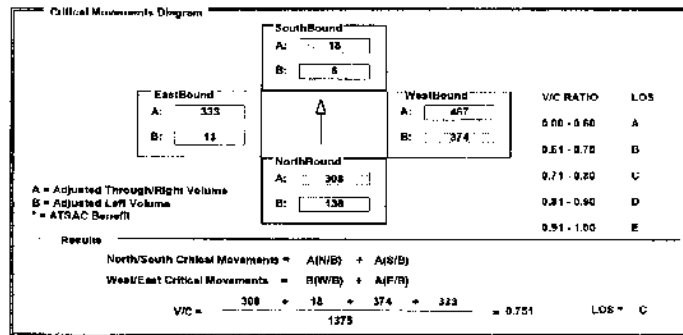 Critical Movements Diagram
SouthBound
A: 18
B:
EastBound
A: 333
B: 13
WestBound
A: 467
B: 374
NorthBound
A: 308
B: 138
V/C RATIO LOS
0.00 - 0.60 A
0.61 - 0.70 B
0.71 - 0.80 C
0.81 - 0.90 D
0.91 - 1.00 E
A = Adjusted Through/Right Volume
B = Adjusted Left Volume
* = ATSAC Benefit
Results
North/South Critical Movements = A(N/B) + A(S/B)
West/East Critical Movements = B(W/B) + A(E/B)
V/C = 308 + 18 + 374 + 333 = 0.751 LOS = C
1375